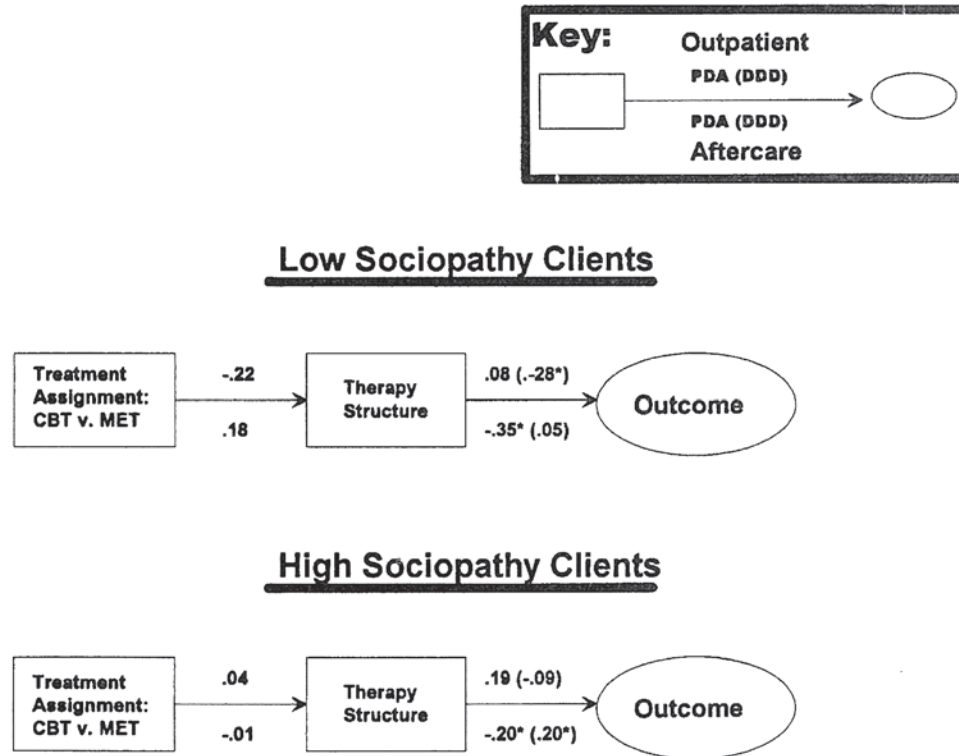 Key:
Outpatient
PDA (DDD)
PDA (DDD)
Aftercare
Low Sociopathy Clients
Treatment
Assignment:
CBT v. MET
-.22
.18
Therapy
Structure
.08 (.-28*)
-.35* (.05)
Outcome
High Sociopathy Clients
Treatment
Assignment:
CBT v. MET
.04
-.01
Therapy
Structure
.19 (-.09)
-.20* (.20*)
Outcome